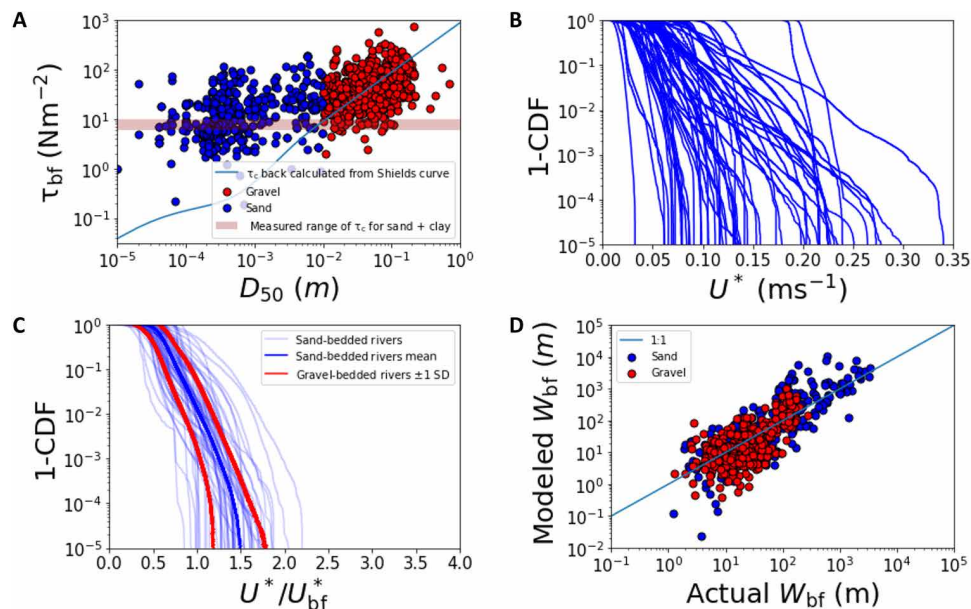 A
10³
10²
10¹
10⁰
10⁻¹
τbf (Nm⁻²)
τc back calculated from Shields curve
Gravel
Sand
Measured range of τc for sand + clay
10⁻⁵ 10⁻⁴ 10⁻³ 10⁻² 10⁻¹ 10⁰
D₅₀ (m)
B
10⁰
10⁻¹
10⁻²
10⁻³
10⁻⁴
10⁻⁵
1-CDF
0.00 0.05 0.10 0.15 0.20 0.25 0.30 0.35
U* (ms⁻¹)
C
10⁰
10⁻¹
10⁻²
10⁻³
10⁻⁴
10⁻⁵
1-CDF
Sand-bedded rivers
Sand-bedded rivers mean
Gravel-bedded rivers ±1 SD
0.0 0.5 1.0 1.5 2.0 2.5 3.0 3.5 4.0
U*/U*bf
D
10⁵
10⁴
10³
10²
10¹
10⁰
10⁻¹
10⁻²
Modeled Wbf (m)
1:1
Sand
Gravel
10⁻¹ 10⁰ 10¹ 10² 10³ 10⁴ 10⁵
Actual Wbf (m)